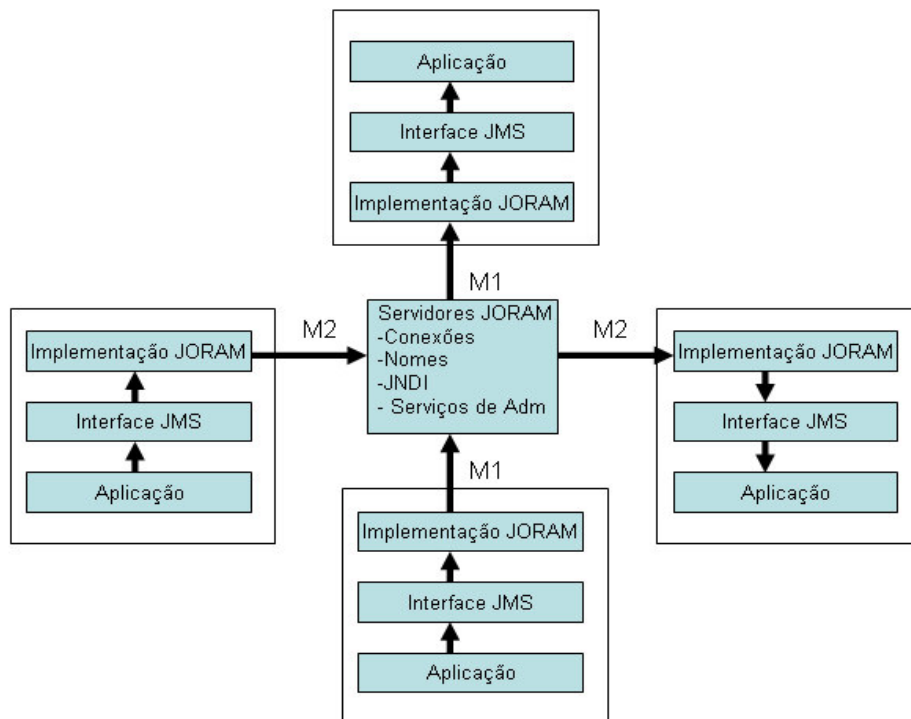 Aplicação
Interface JMS
Implementação JORAM
M1
Servidores JORAM
-Conexões
-Nomes
-JNDI
- Serviços de Adm
M2
Implementação JORAM
Interface JMS
Aplicação
M2
Implementação JORAM
Interface JMS
Aplicação
M1
Implementação JORAM
Interface JMS
Aplicação